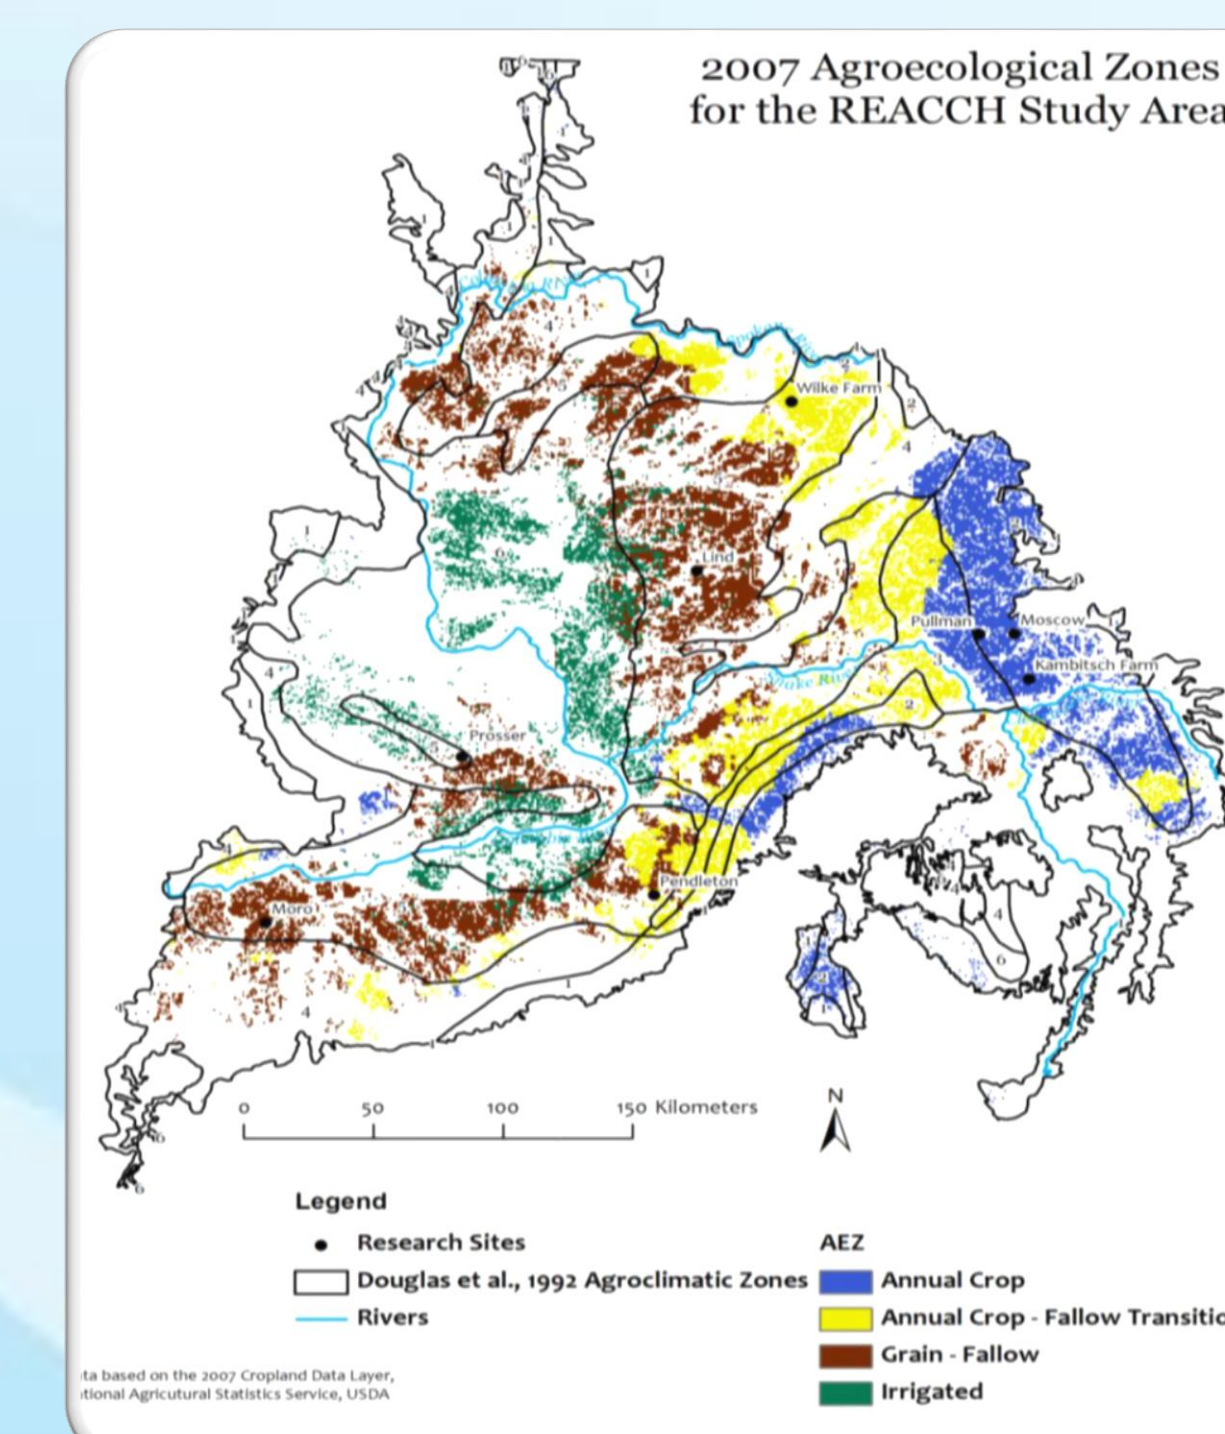 2007 Agroecological Zones
for the REACCH Study Area
Wilke Farm
Lind
Pullman
Moscow
Kambitsch Farm
Snake River
Prosser
Pendleton
Moro
0 50 100 150 Kilometers
N
Legend
Research Sites
Douglas et al., 1992 Agroclimatic Zones
Rivers
AEZ
Annual Crop
Annual Crop - Fallow Transitio
Grain - Fallow
Irrigated
ta based on the 2007 Cropland Data Layer,
tional Agricutural Statistics Service, USDA